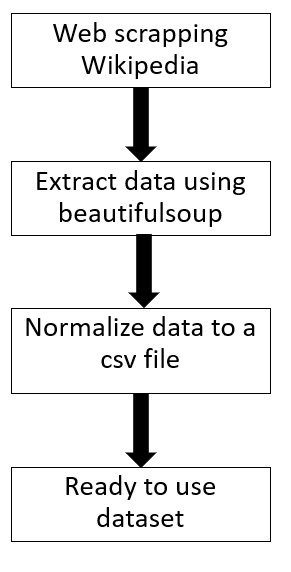 Web scrapping
Wikipedia
Extract data using
beautifulsoup
Normalize data to a
csv file
Ready to use
dataset